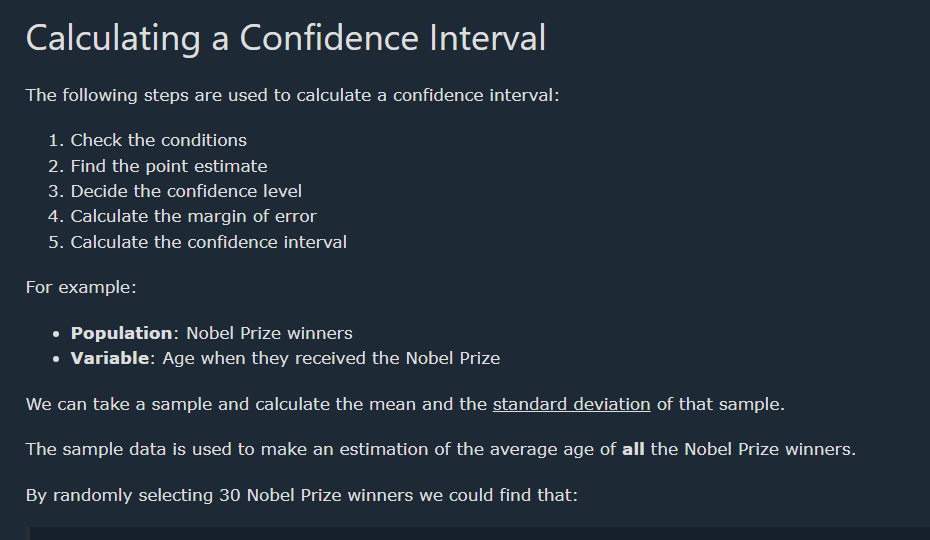 Calculating a Confidence Interval
The following steps are used to calculate a confidence interval:
1. Check the conditions
2. Find the point estimate
3. Decide the confidence level
4. Calculate the margin of error
5. Calculate the confidence interval
For example:
• Population: Nobel Prize winners
• Variable: Age when they received the Nobel Prize
We can take a sample and calculate the mean and the standard deviation of that sample.
The sample data is used to make an estimation of the average age of all the Nobel Prize winners.
By randomly selecting 30 Nobel Prize winners we could find that: